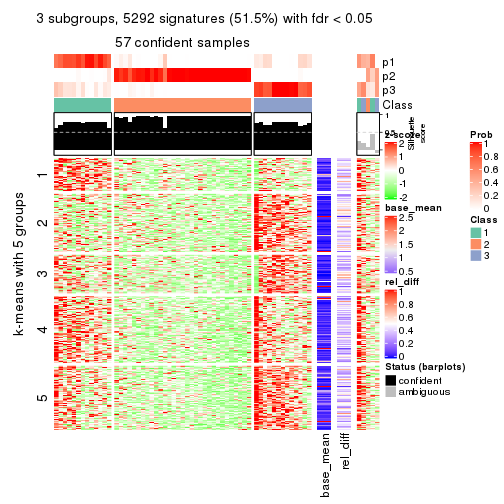 3 subgroups, 5292 signatures (51.5%) with fdr < 0.05
57 confident samples
p1
p2
p3
Class
1
0.5
0
Silhouette
score
k-means with 5 groups
1
2
3
4
5
base_mean
rel_diff
z-score
2
1
0
-1
-2
base_mean
2.5
1.5
0.5
rel_diff
1
0.8
0.6
0.4
0.2
0
Status (barplots)
confident
ambiguous
Prob
1
0.8
0.6
0.4
0.2
0
Class
1
2
3